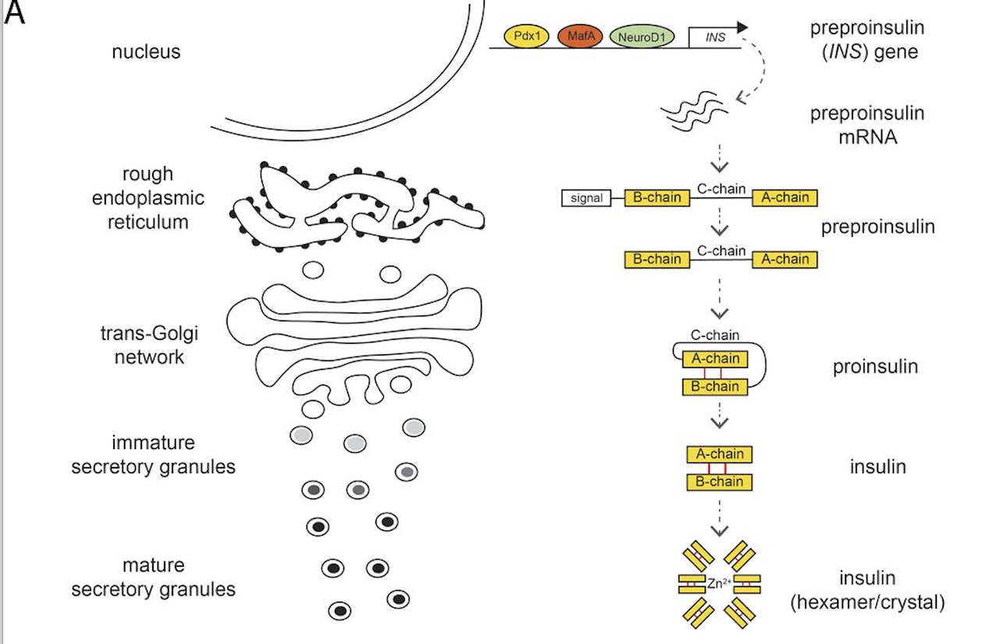 A
nucleus
Pdx1
MafA
NeuroD1
INS
preproinsulin
(INS) gene
preproinsulin
mRNA
rough
endoplasmic
reticulum
signal
B-chain
C-chain
A-chain
preproinsulin
B-chain
C-chain
A-chain
trans-Golgi
network
C-chain
A-chain
B-chain
proinsulin
immature
secretory granules
A-chain
B-chain
insulin
mature
secretory granules
Zn²⁺
insulin
(hexamer/crystal)